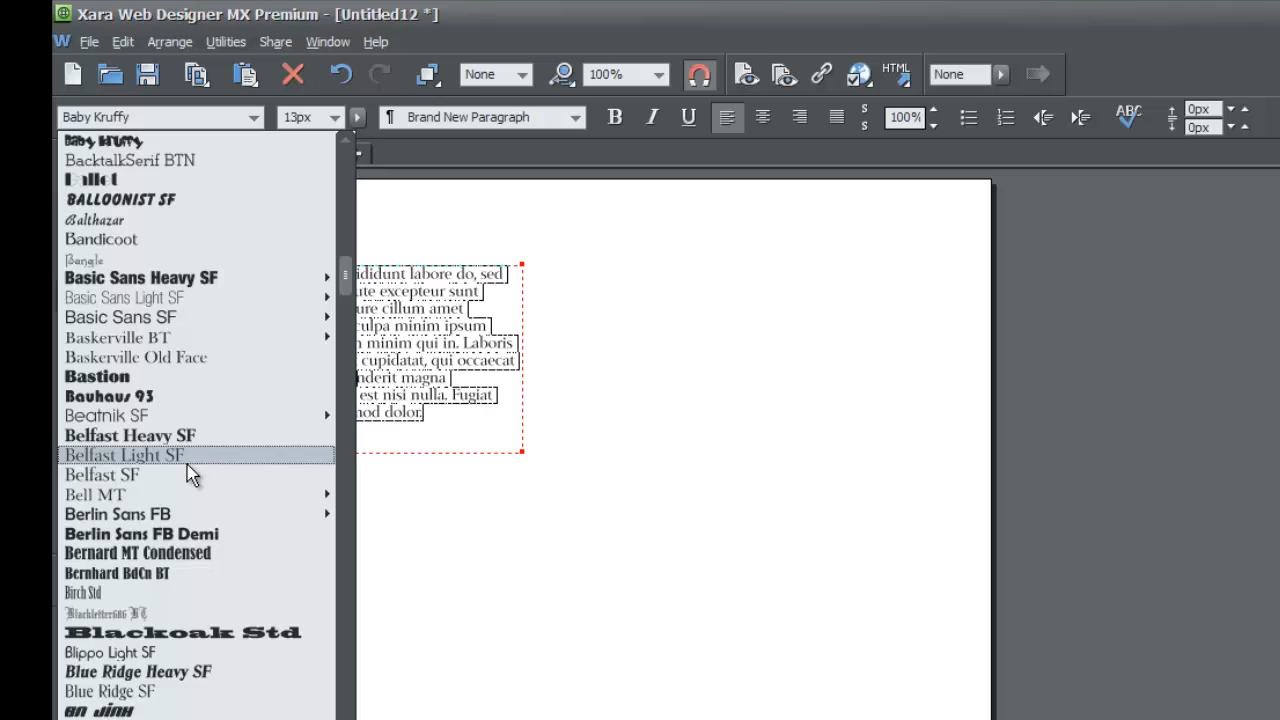 Xara Web Designer MX Premium - [Untitled12 *]
File Edit Arrange Utilities Share Window Help
None 100% HTML None
Baby Kruffy 13px ¶ Brand New Paragraph B I U S S 100% ABC 0px 0px
Baby Kruffy
BacktalkSerif BTN
Ballet
BALLOONIST SF
Balthazar
Bandicoot
Bangle
Basic Sans Heavy SF
Basic Sans Light SF
Basic Sans SF
Baskerville BT
Baskerville Old Face
Bastion
Bauhaus 93
Beatnik SF
Belfast Heavy SF
Belfast Light SF
Belfast SF
Bell MT
Berlin Sans FB
Berlin Sans FB Demi
Bernard MT Condensed
Bernhard BdCn BT
Birch Std
Blackletter686 BT
Blackoak Std
Blippo Light SF
Blue Ridge Heavy SF
Blue Ridge SF
ididunt labore do, sed
ute excepteur sunt
ure cillum amet
culpa minim ipsum
minim qui in. Laboris
cupidatat, qui occaecat
nderit magna
est nisi nulla. Fugiat
mod dolor.